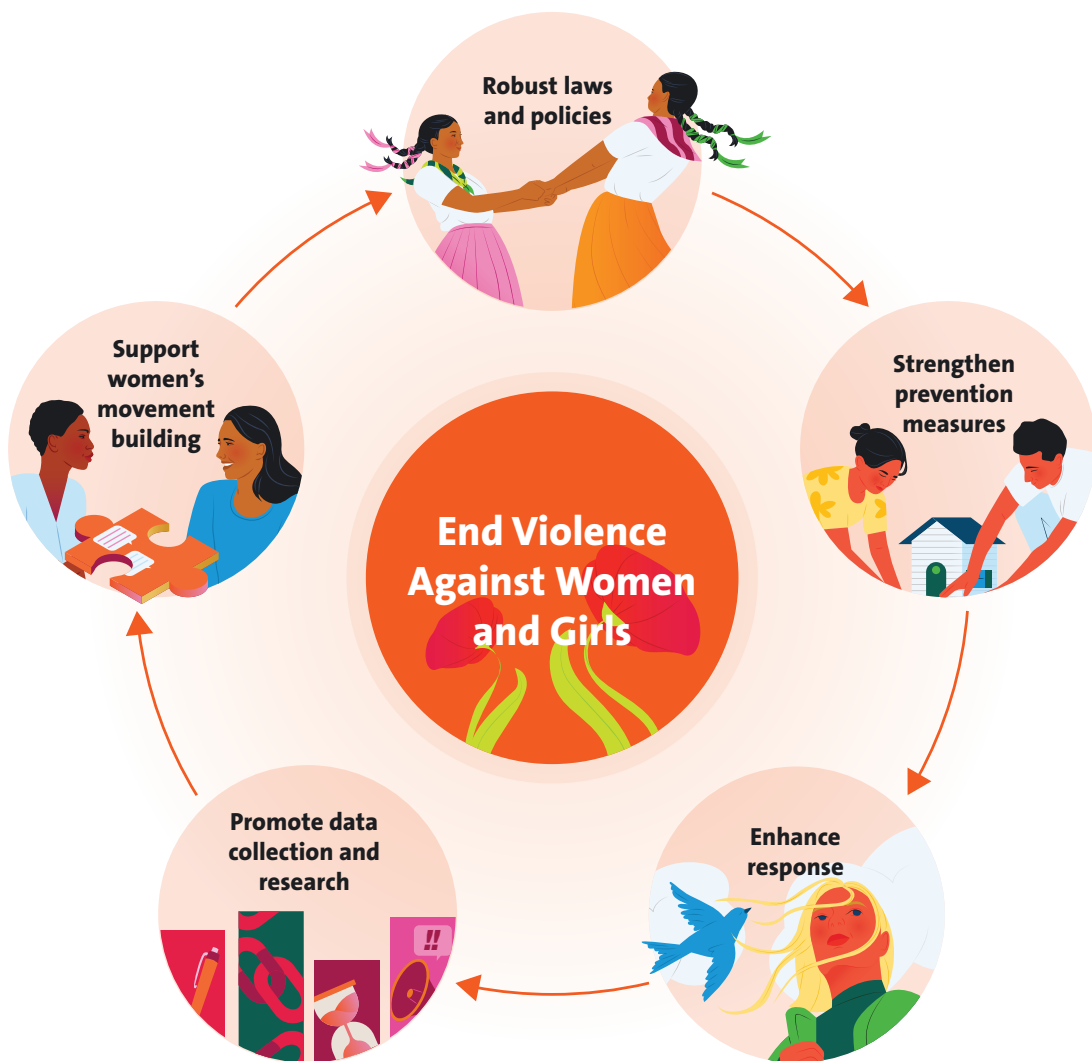 Robust laws
and policies
Strengthen
prevention
measures
Enhance
response
Promote data
collection and
research
!!
Support
women's
movement
building
End Violence
Against Women
and Girls